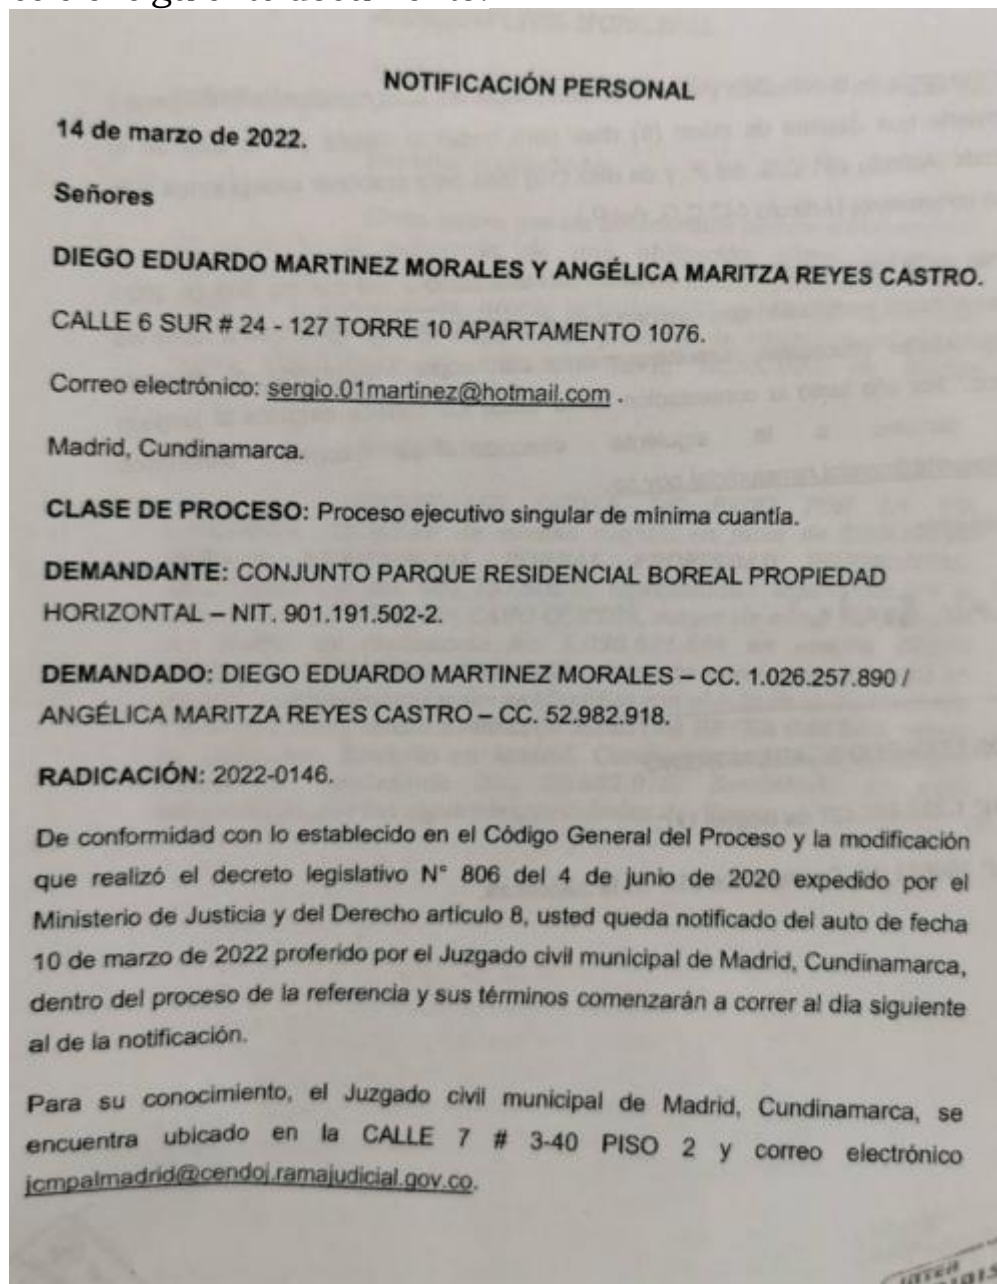 NOTIFICACIÓN PERSONAL
14 de marzo de 2022.
Señores
DIEGO EDUARDO MARTINEZ MORALES Y ANGÉLICA MARITZA REYES CASTRO.
CALLE 6 SUR # 24 - 127 TORRE 10 APARTAMENTO 1076.
Correo electrónico: sergio.01martinez@hotmail.com .
Madrid, Cundinamarca.
CLASE DE PROCESO: Proceso ejecutivo singular de mínima cuantía.
DEMANDANTE: CONJUNTO PARQUE RESIDENCIAL BOREAL PROPIEDAD
HORIZONTAL – NIT. 901.191.502-2.
DEMANDADO: DIEGO EDUARDO MARTINEZ MORALES – CC. 1.026.257.890 /
ANGÉLICA MARITZA REYES CASTRO – CC. 52.982.918.
RADICACIÓN: 2022-0146.
De conformidad con lo establecido en el Código General del Proceso y la modificación
que realizó el decreto legislativo N° 806 del 4 de junio de 2020 expedido por el
Ministerio de Justicia y del Derecho artículo 8, usted queda notificado del auto de fecha
10 de marzo de 2022 proferido por el Juzgado civil municipal de Madrid, Cundinamarca,
dentro del proceso de la referencia y sus términos comenzarán a correr al día siguiente
al de la notificación.
Para su conocimiento, el Juzgado civil municipal de Madrid, Cundinamarca, se
encuentra ubicado en la CALLE 7 # 3-40 PISO 2 y correo electrónico
jcmpalmadrid@cendoj.ramajudicial.gov.co.